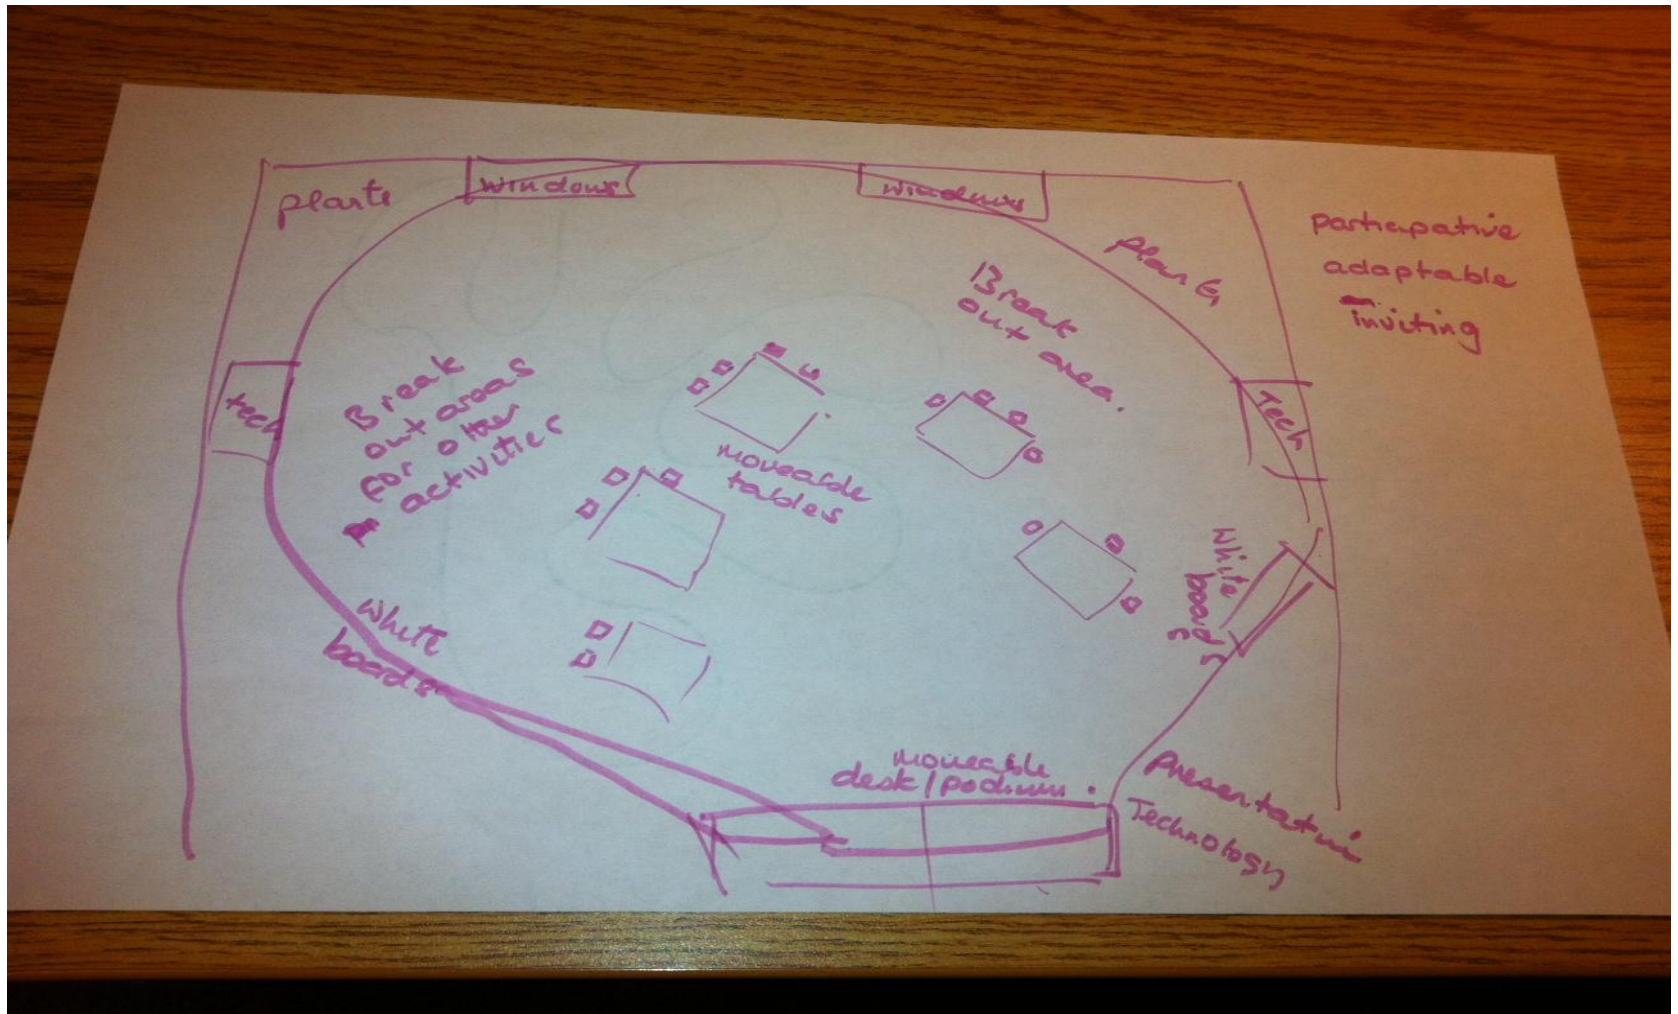 plants
windows
windows
plants
participative
adaptable
inviting
Break
out area.
Break
out areas
for other
activities
tech
Tech
moveable
tables
white
boards
white
boards
moveable
desk/podium.
Presentation
Technology